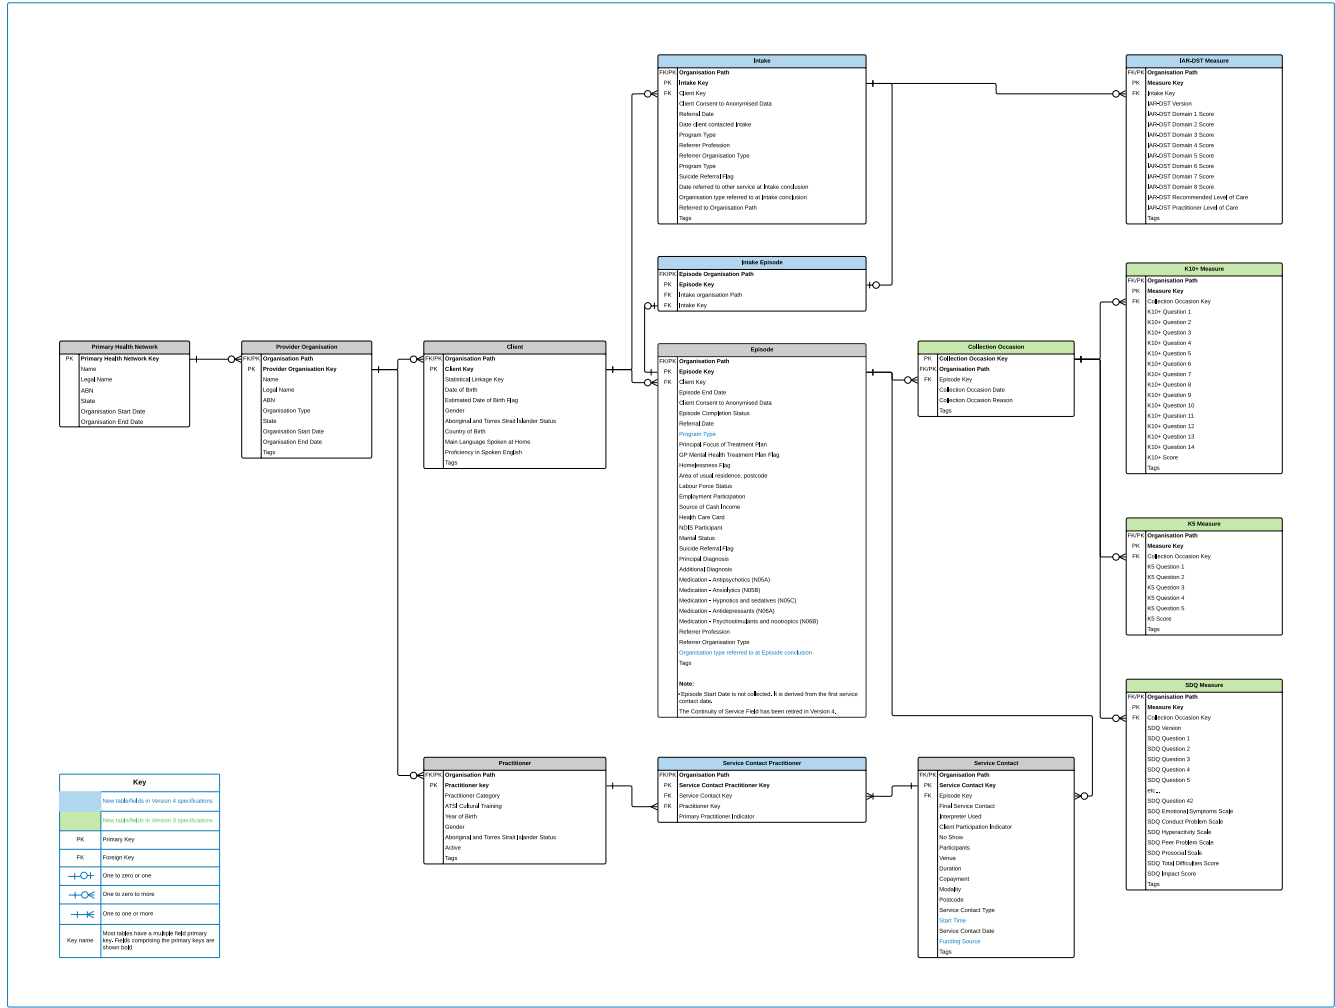 Intake
FK/PK Organisation Path
PK Intake Key
FK Client Key
Client Consent to Anonymised Data
Referral Date
Date client contacted Intake
Program Type
Referrer Profession
Referrer Organisation Type
Program Type
Suicide Referral Flag
Date referred to other service at Intake conclusion
Organisation type referred to at Intake conclusion
Referred to Organisation Path
Tags
IAR-DST Measure
FK/PK Organisation Path
PK Measure Key
FK Intake Key
IAR-DST Version
IAR-DST Domain 1 Score
IAR-DST Domain 2 Score
IAR-DST Domain 3 Score
IAR-DST Domain 4 Score
IAR-DST Domain 5 Score
IAR-DST Domain 6 Score
IAR-DST Domain 7 Score
IAR-DST Domain 8 Score
IAR-DST Recommended Level of Care
IAR-DST Practitioner Level of Care
Tags
Intake Episode
FK/PK Episode Organisation Path
PK Episode Key
FK Intake organisation Path
FK Intake Key
K10+ Measure
FK/PK Organisation Path
PK Measure Key
FK Collection Occasion Key
K10+ Question 1
K10+ Question 2
K10+ Question 3
K10+ Question 4
K10+ Question 5
K10+ Question 6
K10+ Question 7
K10+ Question 8
K10+ Question 9
K10+ Question 10
K10+ Question 11
K10+ Question 12
K10+ Question 13
K10+ Question 14
K10+ Score
Tags
Primary Health Network
PK Primary Health Network Key
Name
Legal Name
ABN
State
Organisation Start Date
Organisation End Date
Provider Organisation
FK/PK Organisation Path
PK Provider Organisation Key
Name
Legal Name
ABN
Organisation Type
State
Organisation Start Date
Organisation End Date
Tags
Client
FK/PK Organisation Path
PK Client Key
Statistical Linkage Key
Date of Birth
Estimated Date of Birth Flag
Gender
Aboriginal and Torres Strait Islander Status
Country of Birth
Main Language Spoken at Home
Proficiency in Spoken English
Tags
Episode
FK/PK Organisation Path
PK Episode Key
FK Client Key
Episode End Date
Client Consent to Anonymised Data
Episode Completion Status
Referral Date
Program Type
Principal Focus of Treatment Plan
GP Mental Health Treatment Plan Flag
Homelessness Flag
Area of usual residence, postcode
Labour Force Status
Employment Participation
Source of Cash Income
Health Care Card
NDIS Participant
Marital Status
Suicide Referral Flag
Principal Diagnosis
Additional Diagnosis
Medication - Antipsychotics (N05A)
Medication - Anxiolytics (N05B)
Medication - Hypnotics and sedatives (N05C)
Medication - Antidepressants (N06A)
Medication - Psychostimulants and nootropics (N06B)
Referrer Profession
Referrer Organisation Type
Organisation type referred to at Episode conclusion
Tags
Note:
• Episode Start Date is not collected. It is derived from the first service
contact date.
The Continuity of Service Field has been retired in Version 4.
Collection Occasion
PK Collection Occasion Key
FK/PK Organisation Path
FK Episode Key
Collection Occasion Date
Collection Occasion Reason
Tags
K5 Measure
FK/PK Organisation Path
PK Measure Key
FK Collection Occasion Key
K5 Question 1
K5 Question 2
K5 Question 3
K5 Question 4
K5 Question 5
K5 Score
Tags
SDQ Measure
FK/PK Organisation Path
PK Measure Key
FK Collection Occasion Key
SDQ Version
SDQ Question 1
SDQ Question 2
SDQ Question 3
SDQ Question 4
SDQ Question 5
etc...
SDQ Question 42
SDQ Emotional Symptoms Scale
SDQ Conduct Problem Scale
SDQ Hyperactivity Scale
SDQ Peer Problem Scale
SDQ Prosocial Scale
SDQ Total Difficulties Score
SDQ Impact Score
Tags
Practitioner
FK/PK Organisation Path
PK Practitioner key
Practitioner Category
ATSI Cultural Training
Year of Birth
Gender
Aboriginal and Torres Strait Islander Status
Active
Tags
Service Contact Practitioner
FK/PK Organisation Path
PK Service Contact Practitioner Key
FK Service Contact Key
FK Practitioner Key
Primary Practitioner Indicator
Service Contact
FK/PK Organisation Path
PK Service Contact Key
FK Episode Key
Final Service Contact
Interpreter Used
Client Participation Indicator
No Show
Participants
Venue
Duration
Copayment
Modality
Postcode
Service Contact Type
Start Time
Service Contact Date
Funding Source
Tags
Key
New table/fields in Version 4 specifications
New table/fields in Version 3 specifications
PK Primary Key
FK Foreign Key
One to zero or one
One to zero to more
One to one or more
Key name Most tables have a multiple field primary
key. Fields comprising the primary keys are
shown bold